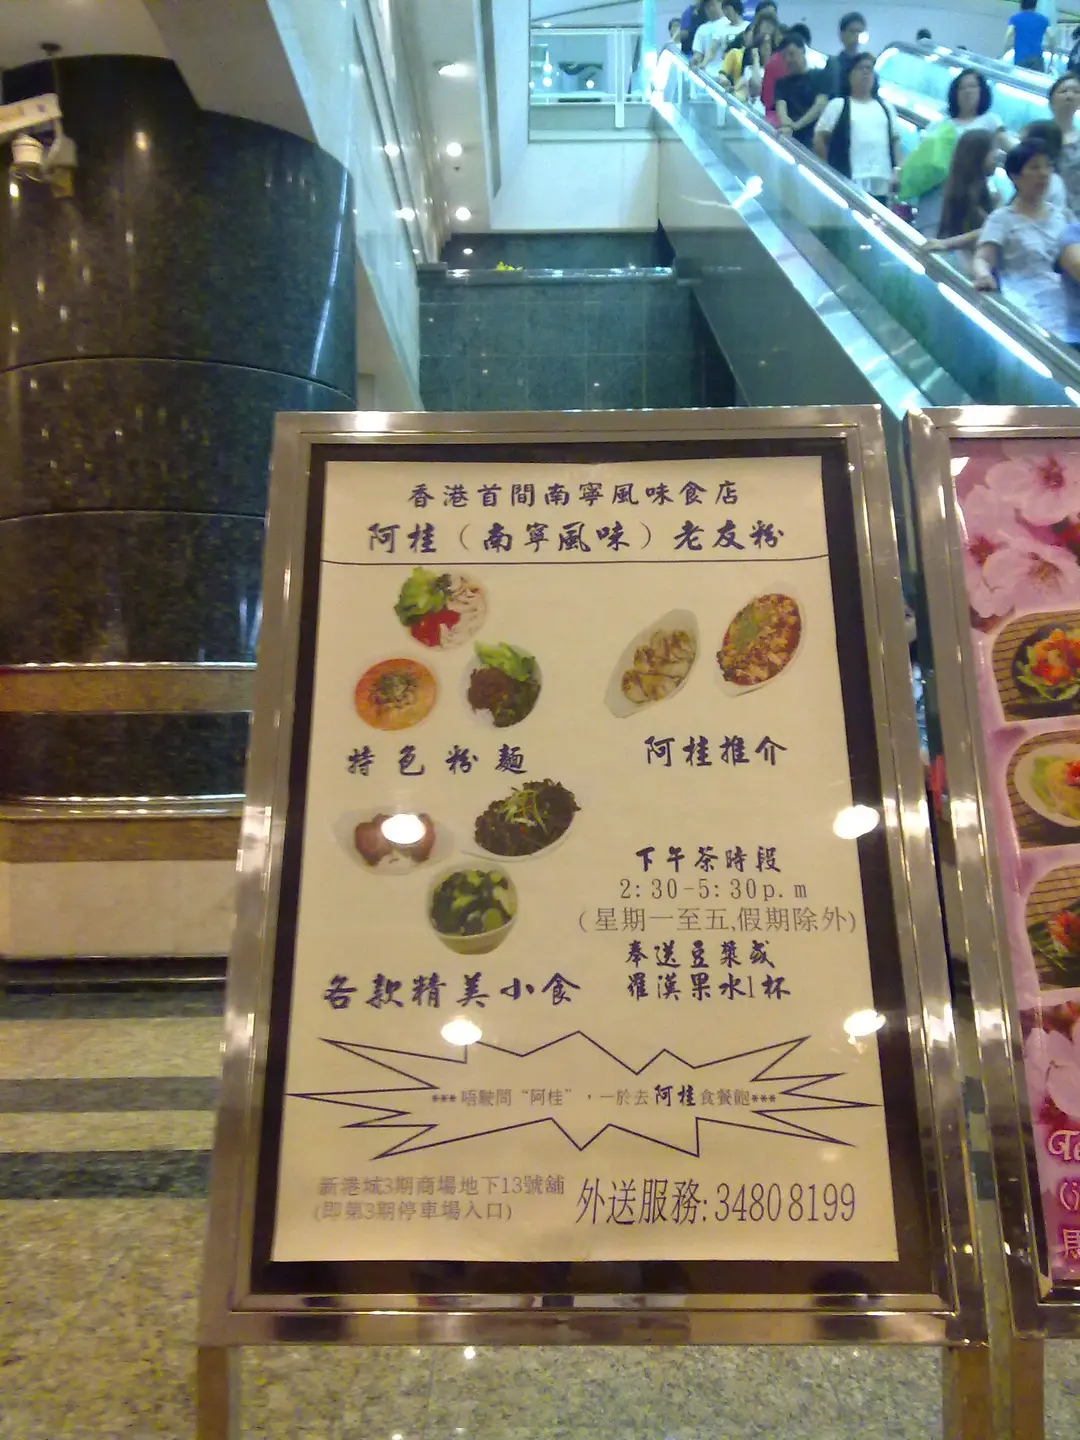 香港首間南寧風味食店
阿桂（南寧風味）老友粉
特色粉麵
阿桂推介
下午茶時段
2:30-5:30p.m
(星期一至五,假期除外)
奉送豆漿或
羅漢果水1杯
各款精美小食
***唔駛問“阿桂”，一於去阿桂食餐飽***
新港城3期商場地下13號舖
(即第3期停車場入口)
外送服務:34808199